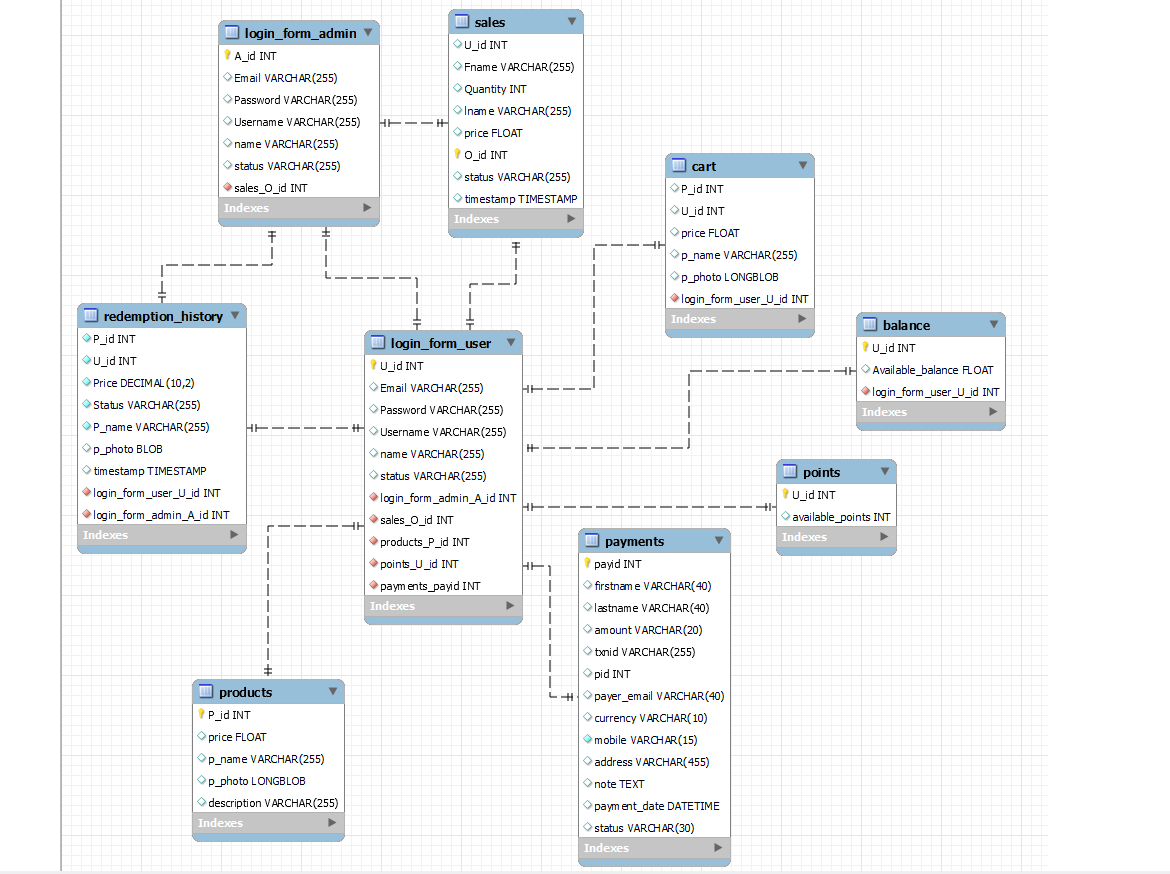 login_form_admin
A_id INT
Email VARCHAR(255)
Password VARCHAR(255)
Username VARCHAR(255)
name VARCHAR(255)
status VARCHAR(255)
sales_O_id INT
Indexes
sales
U_id INT
Fname VARCHAR(255)
Quantity INT
lname VARCHAR(255)
price FLOAT
O_id INT
status VARCHAR(255)
timestamp TIMESTAMP
Indexes
cart
P_id INT
U_id INT
price FLOAT
p_name VARCHAR(255)
p_photo LONGBLOB
login_form_user_U_id INT
Indexes
redemption_history
P_id INT
U_id INT
Price DECIMAL(10,2)
Status VARCHAR(255)
P_name VARCHAR(255)
p_photo BLOB
timestamp TIMESTAMP
login_form_user_U_id INT
login_form_admin_A_id INT
Indexes
login_form_user
U_id INT
Email VARCHAR(255)
Password VARCHAR(255)
Username VARCHAR(255)
name VARCHAR(255)
status VARCHAR(255)
login_form_admin_A_id INT
sales_O_id INT
products_P_id INT
points_U_id INT
payments_payid INT
Indexes
balance
U_id INT
Available_balance FLOAT
login_form_user_U_id INT
Indexes
points
U_id INT
available_points INT
Indexes
payments
payid INT
firstname VARCHAR(40)
lastname VARCHAR(40)
amount VARCHAR(20)
txnid VARCHAR(255)
pid INT
payer_email VARCHAR(40)
currency VARCHAR(10)
mobile VARCHAR(15)
address VARCHAR(455)
note TEXT
payment_date DATETIME
status VARCHAR(30)
Indexes
products
P_id INT
price FLOAT
p_name VARCHAR(255)
p_photo LONGBLOB
description VARCHAR(255)
Indexes